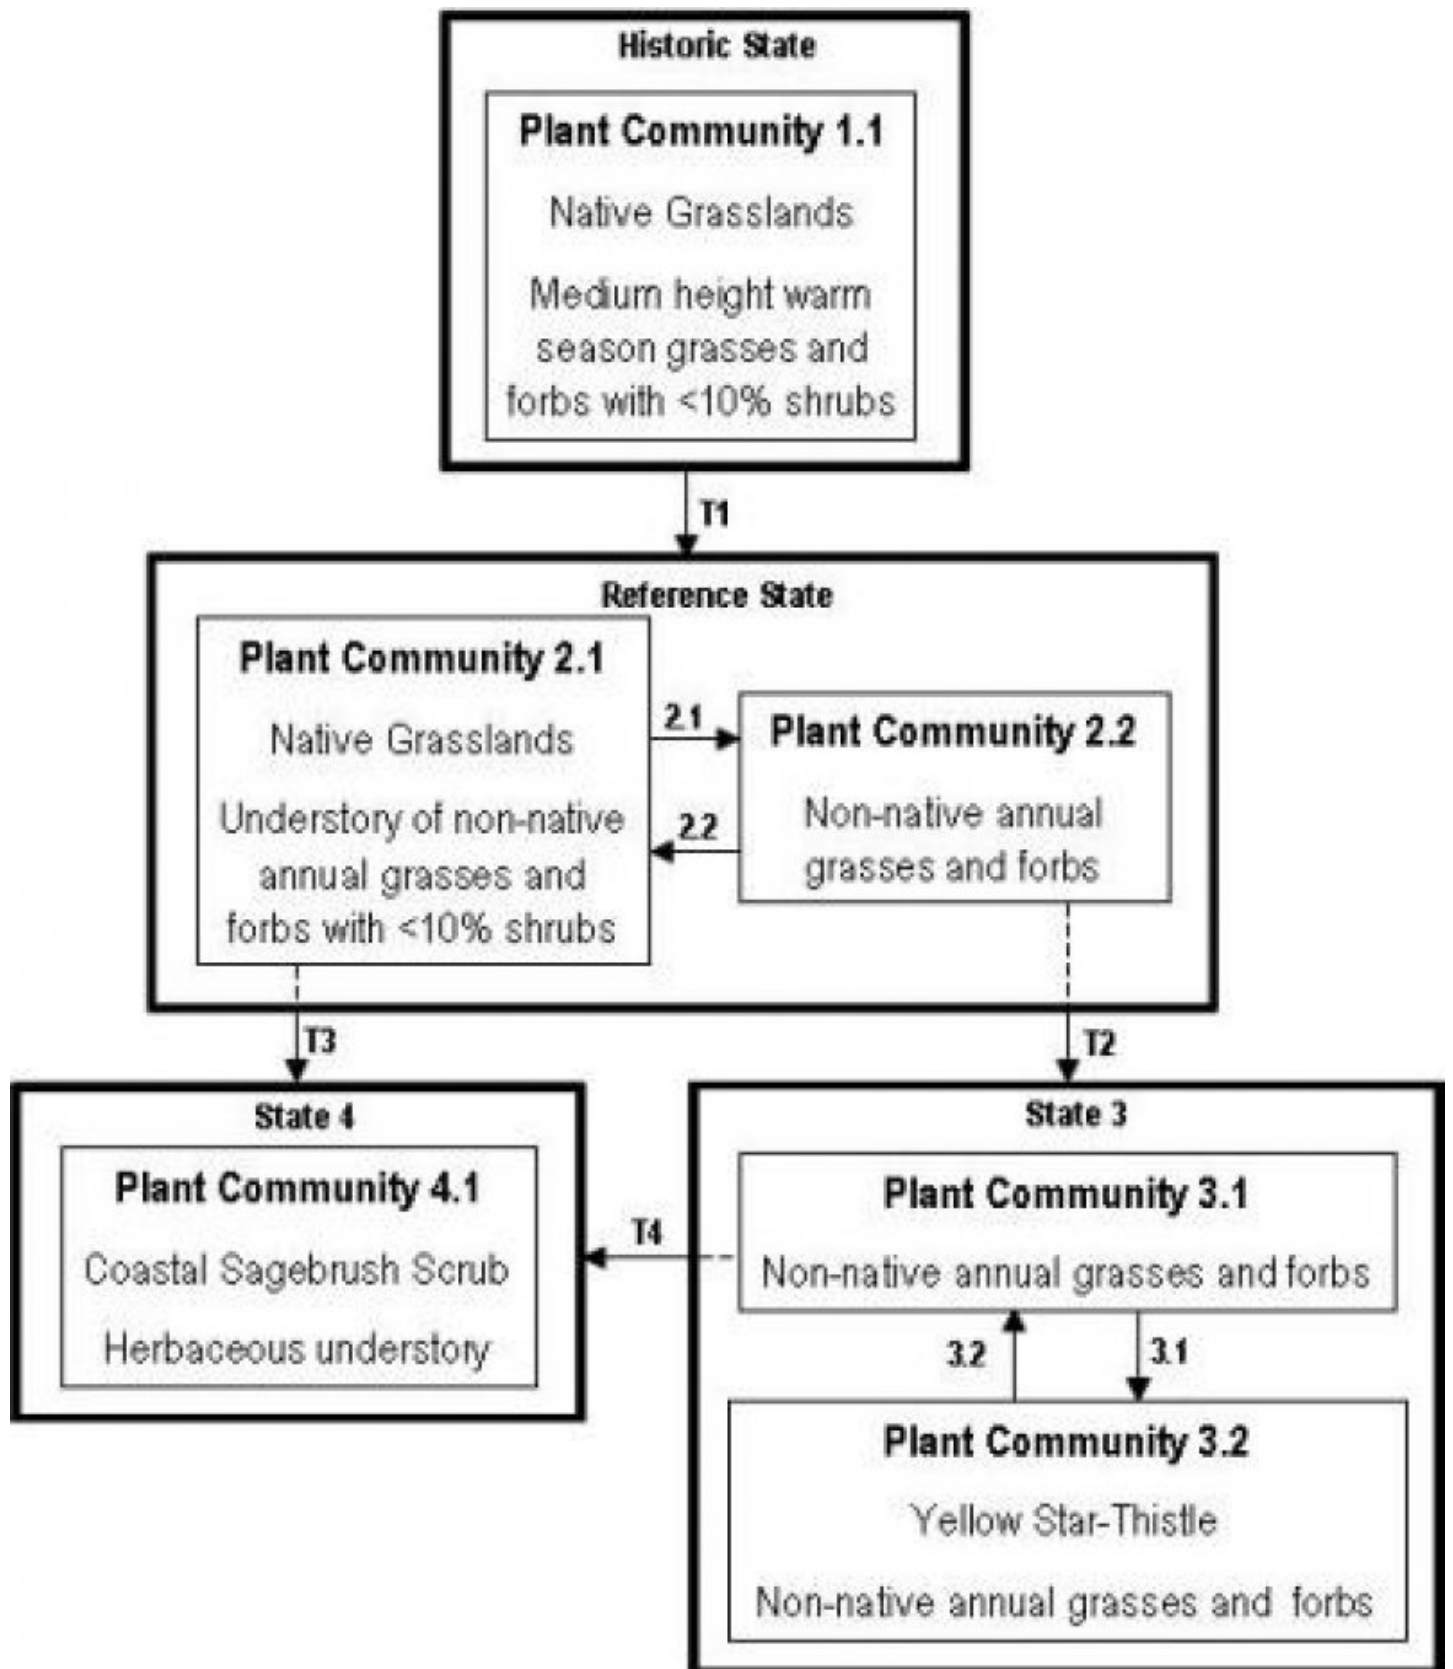 Historic State
Plant Community 1.1
Native Grasslands
Medium height warm
season grasses and
forbs with <10% shrubs
T1
Reference State
Plant Community 2.1
Native Grasslands
Understory of non-native
annual grasses and
forbs with <10% shrubs
2.1
2.2
Plant Community 2.2
Non-native annual
grasses and forbs
T3
T2
State 4
Plant Community 4.1
Coastal Sagebrush Scrub
Herbaceous understory
T4
State 3
Plant Community 3.1
Non-native annual grasses and forbs
3.2
3.1
Plant Community 3.2
Yellow Star-Thistle
Non-native annual grasses and forbs